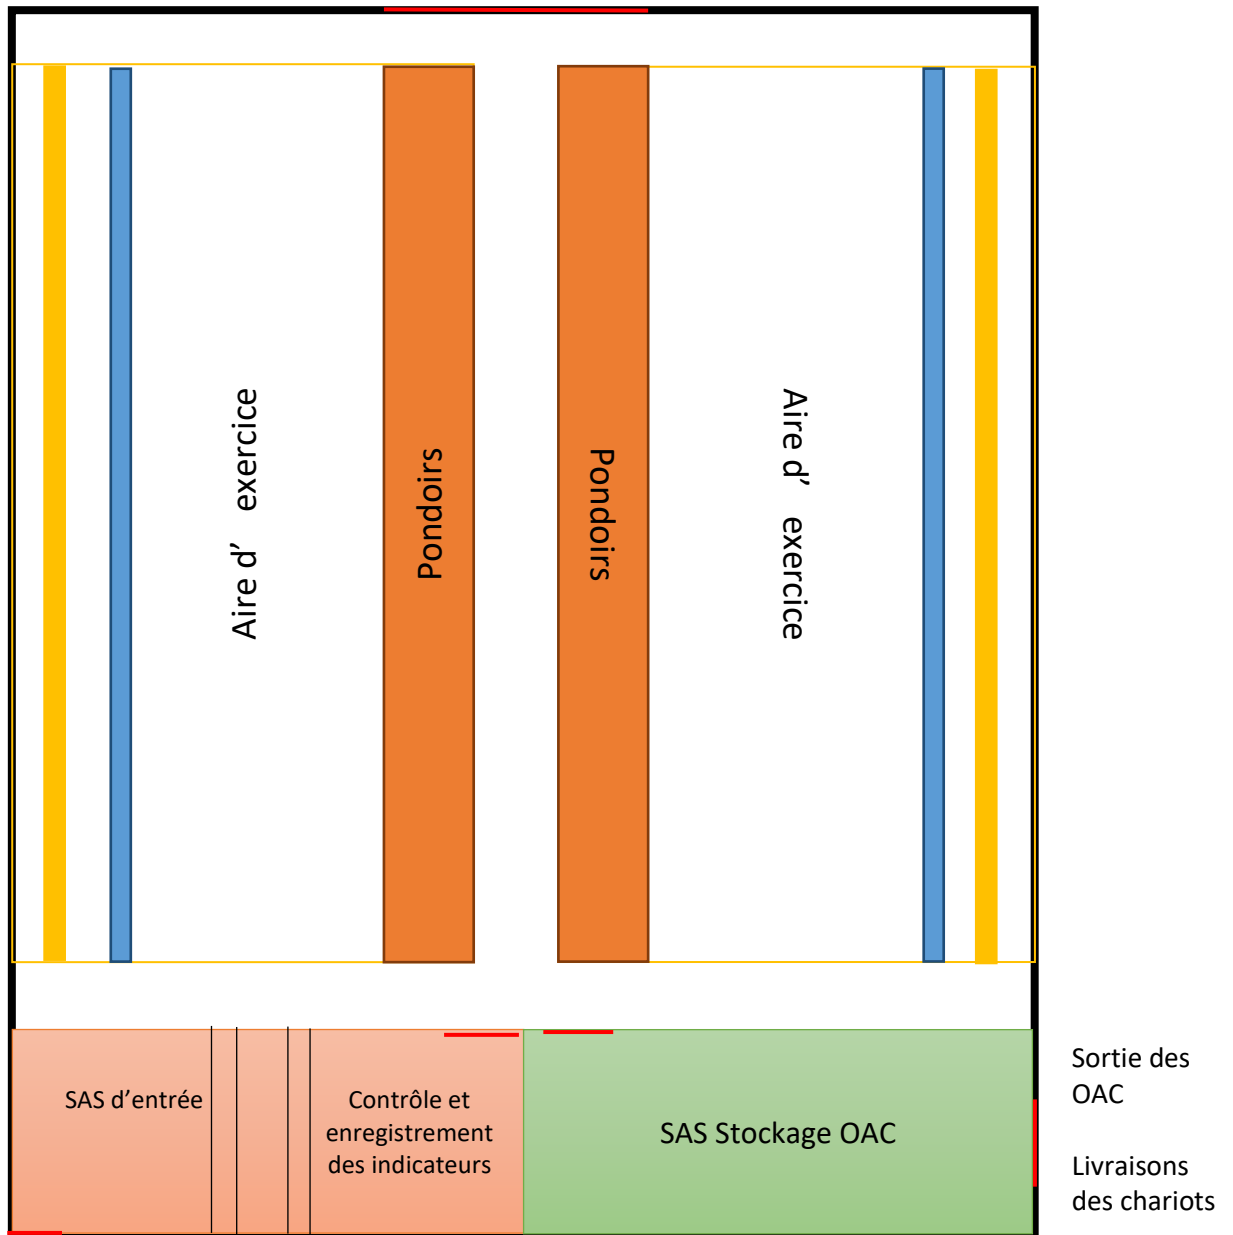 Aire d’ exercice
Pondoirs
Pondoirs
Aire d’ exercice
SAS d’entrée
Contrôle et
enregistrement
des indicateurs
SAS Stockage OAC
Sortie des
OAC
Livraisons
des chariots